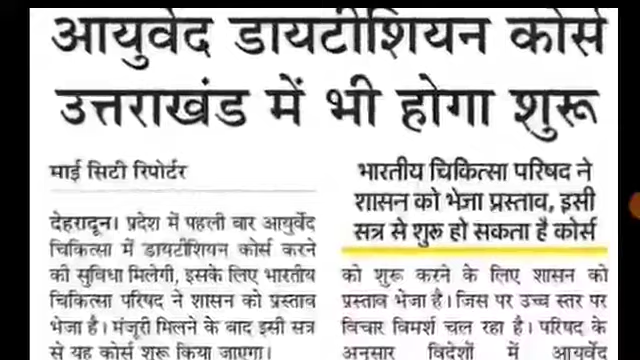 आयुर्वेद डायटीशियन कोर्स
उत्तराखंड में भी होगा शुरू
माई सिटी रिपोर्टर
देहरादून। प्रदेश में पहली बार आयुर्वेद
चिकित्सा में डायटीशियन कोर्स करने
की सुविधा मिलेगी, इसके लिए भारतीय
चिकित्सा परिषद ने शासन को प्रस्ताव
भेजा है। मंजूरी मिलने के बाद इसी सत्र
से यह कोर्स शुरू किया जाएगा।
भारतीय चिकित्सा परिषद ने
शासन को भेजा प्रस्ताव, इसी
सत्र से शुरू हो सकता है कोर्स
को शुरू करने के लिए शासन को
प्रस्ताव भेजा है। जिस पर उच्च स्तर पर
विचार विमर्श चल रहा है। परिषद के
अनुसार विदेशों में आयुर्वेद